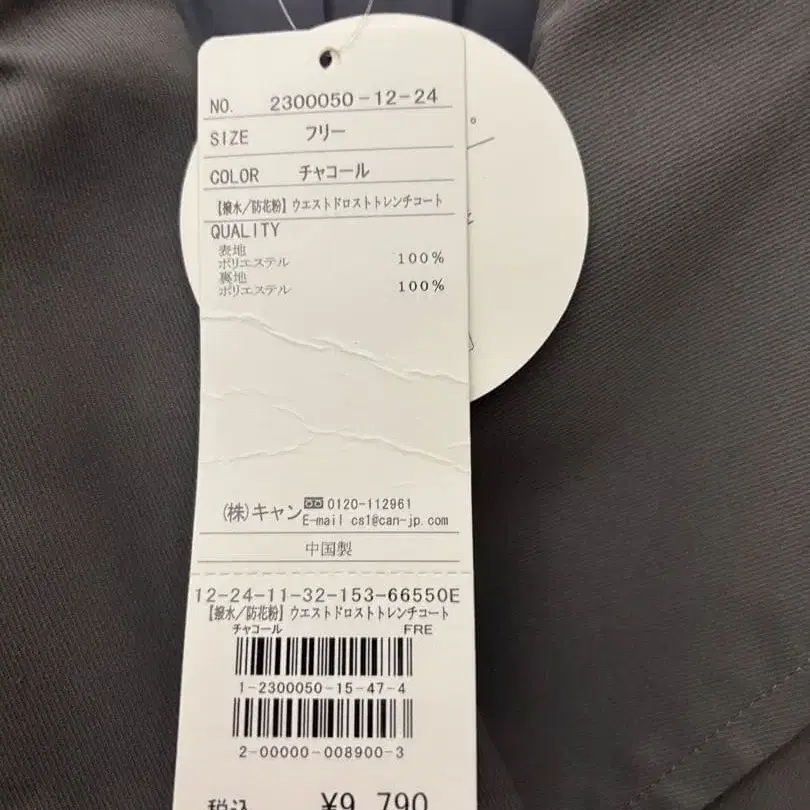 NO. 2300050-12-24
SIZE フリー
COLOR チャコール
【撥水/防花粉】ウエストドロストトレンチコート
QUALITY
表地
ポリエステル 100%
裏地
ポリエステル 100%
(株)キャン 0120-112961
E-mail cs1@can-jp.com
中国製
12-24-11-32-153-66550E
【撥水/防花粉】ウエストドロストトレンチコート
チャコール FRE
1-2300050-15-47-4
2-00000-008900-3
税込 ¥9,790